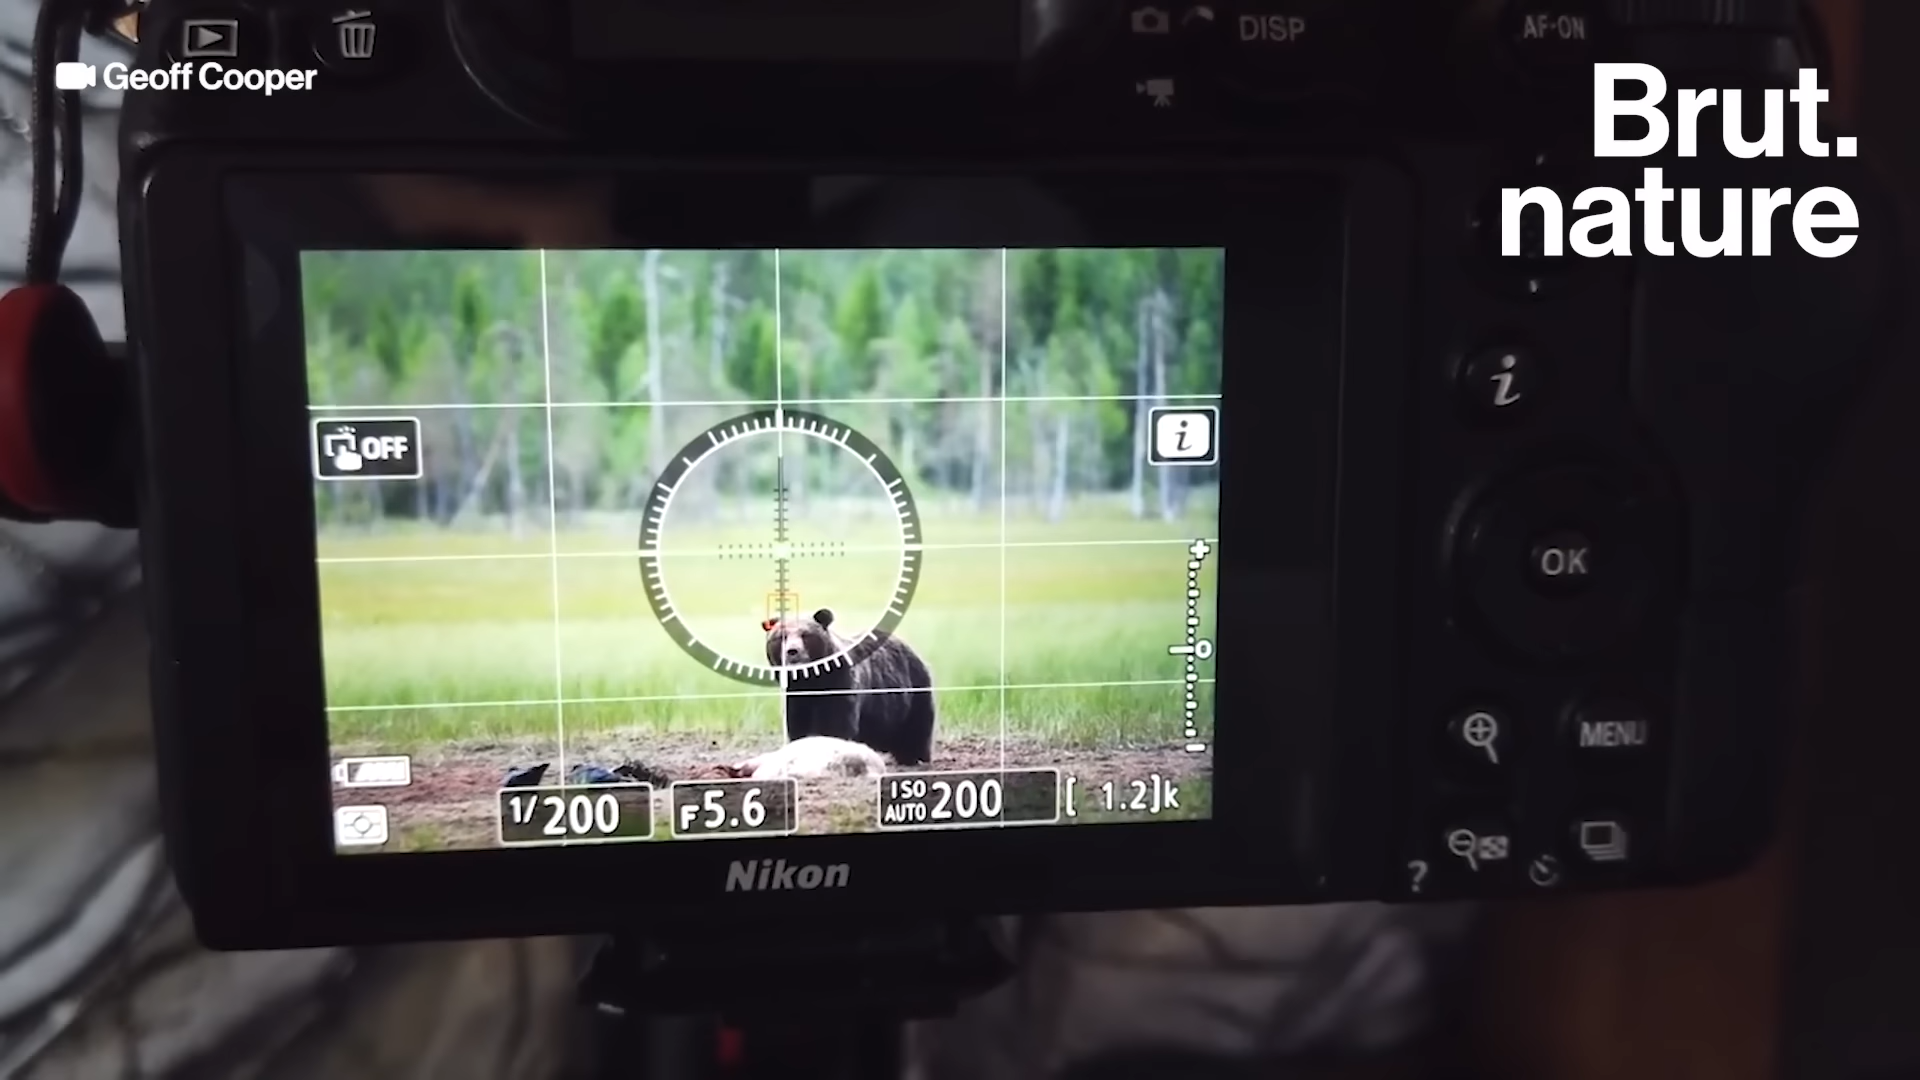 DISP
AF-ON
Geoff Cooper
Brut.
nature
i
OFF
i
OK
+
0
-
MENU
1/200
F5.6
ISO
AUTO 200
[ 1.2]k
Nikon
?